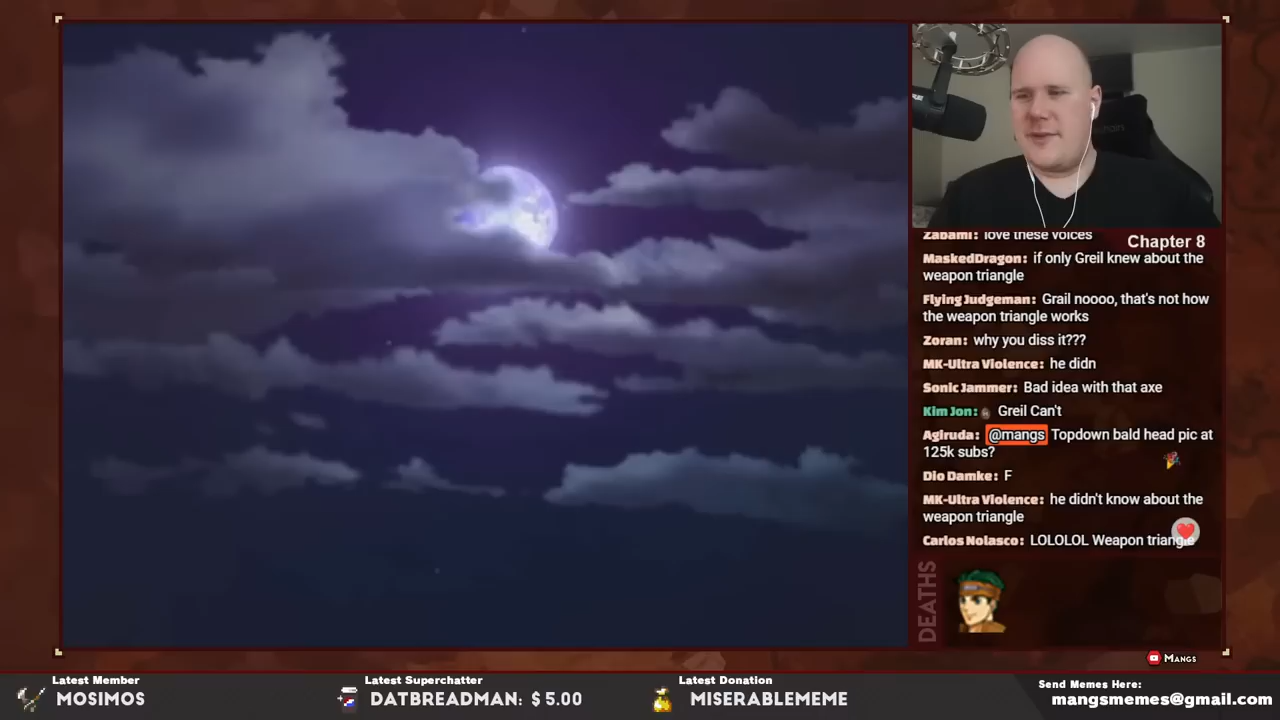 Zabami: love these voices
Chapter 8
MaskedDragon: if only Greil knew about the
weapon triangle
Flying Judgeman: Grail noooo, that's not how
the weapon triangle works
Zoran: why you diss it???
MK-Ultra Violence: he didn
Sonic Jammer: Bad idea with that axe
Kim Jon: Greil Can't
Agiruda: @mangs Topdown bald head pic at
125k subs?
Dio Damke: F
MK-Ultra Violence: he didn't know about the
weapon triangle
Carlos Nolasco: LOLOLOL Weapon triangle
DEATHS
Mangs
Latest Member
MOSIMOS
Latest Superchatter
DATBREADMAN: $5.00
Latest Donation
MISERABLEMEME
Send Memes Here:
mangsmemes@gmail.com